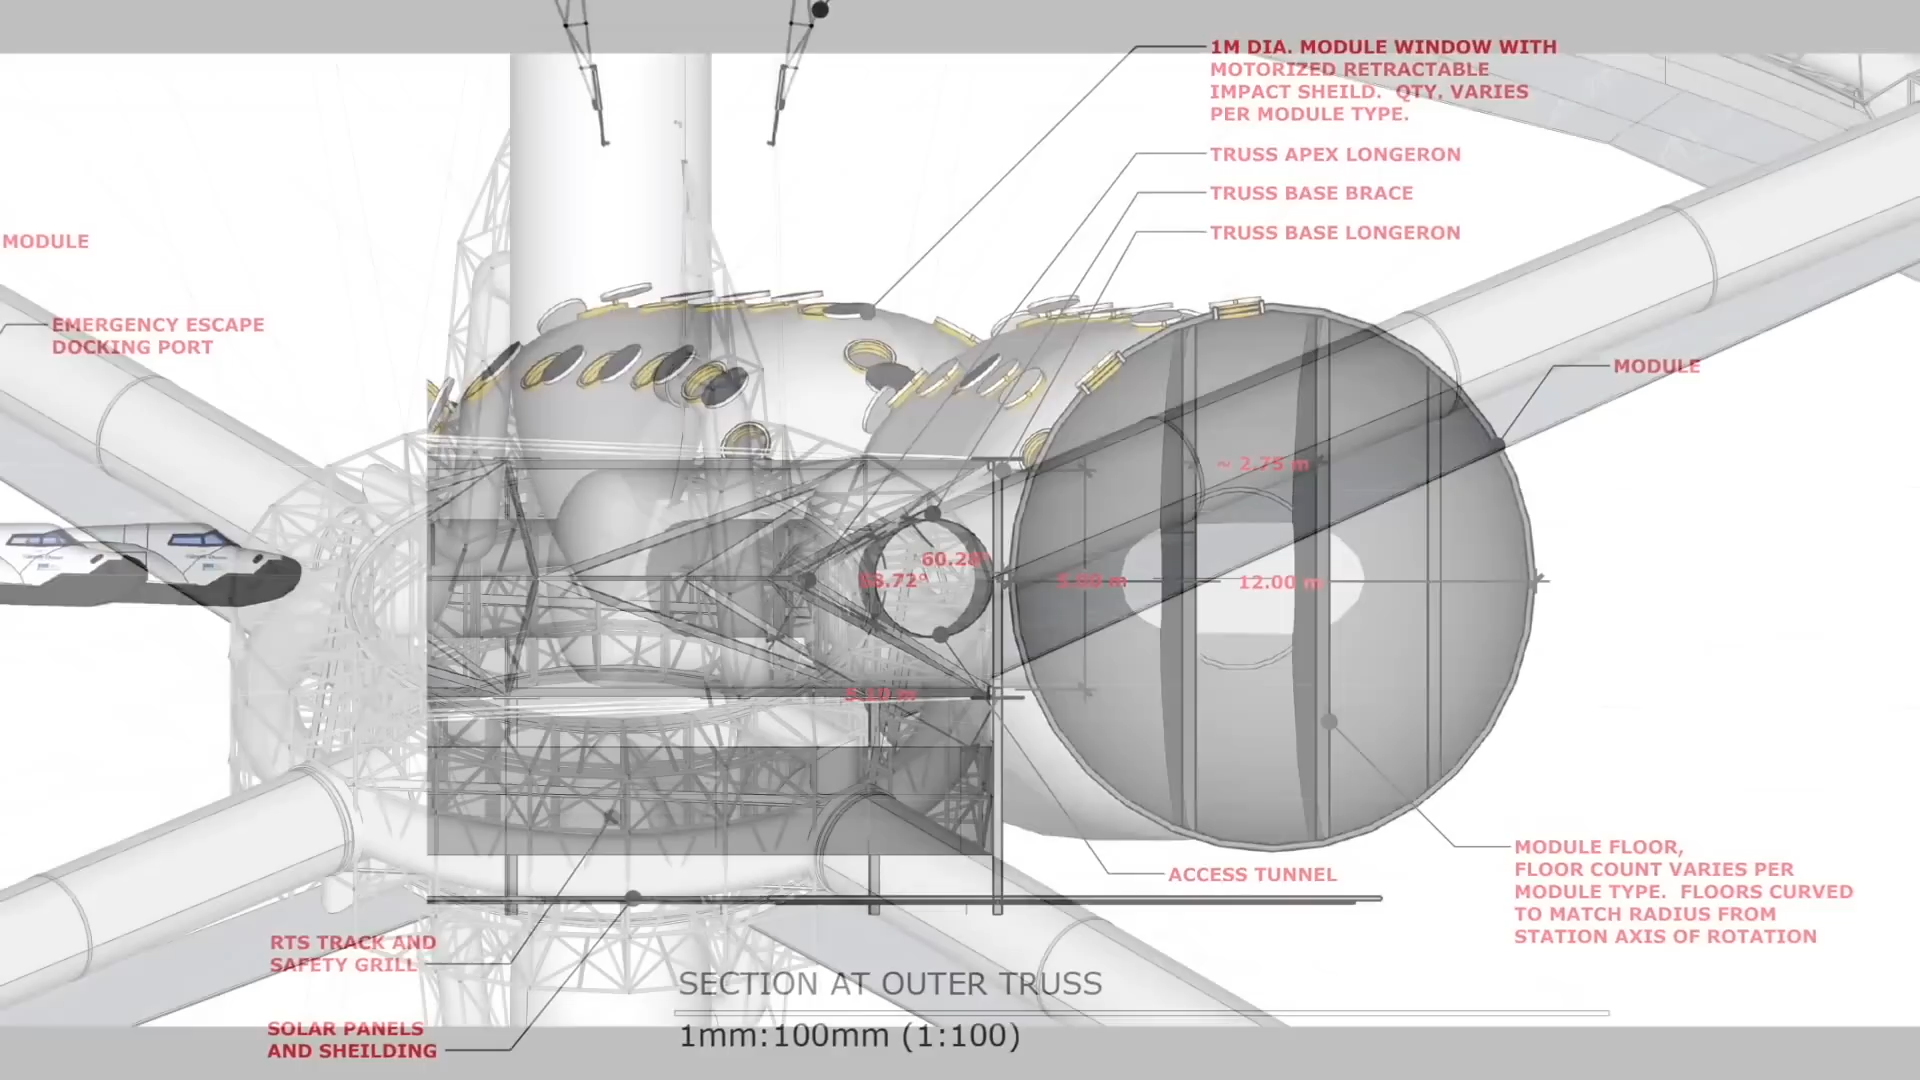 1M DIA. MODULE WINDOW WITH
MOTORIZED RETRACTABLE
IMPACT SHEILD. QTY. VARIES
PER MODULE TYPE.
TRUSS APEX LONGERON
TRUSS BASE BRACE
TRUSS BASE LONGERON
MODULE
EMERGENCY ESCAPE
DOCKING PORT
MODULE
~ 2.75 m
60.28°
12.00 m
MODULE FLOOR,
FLOOR COUNT VARIES PER
MODULE TYPE. FLOORS CURVED
TO MATCH RADIUS FROM
STATION AXIS OF ROTATION
ACCESS TUNNEL
RTS TRACK AND
SAFETY GRILL
SOLAR PANELS
AND SHEILDING
SECTION AT OUTER TRUSS
1mm:100mm (1:100)